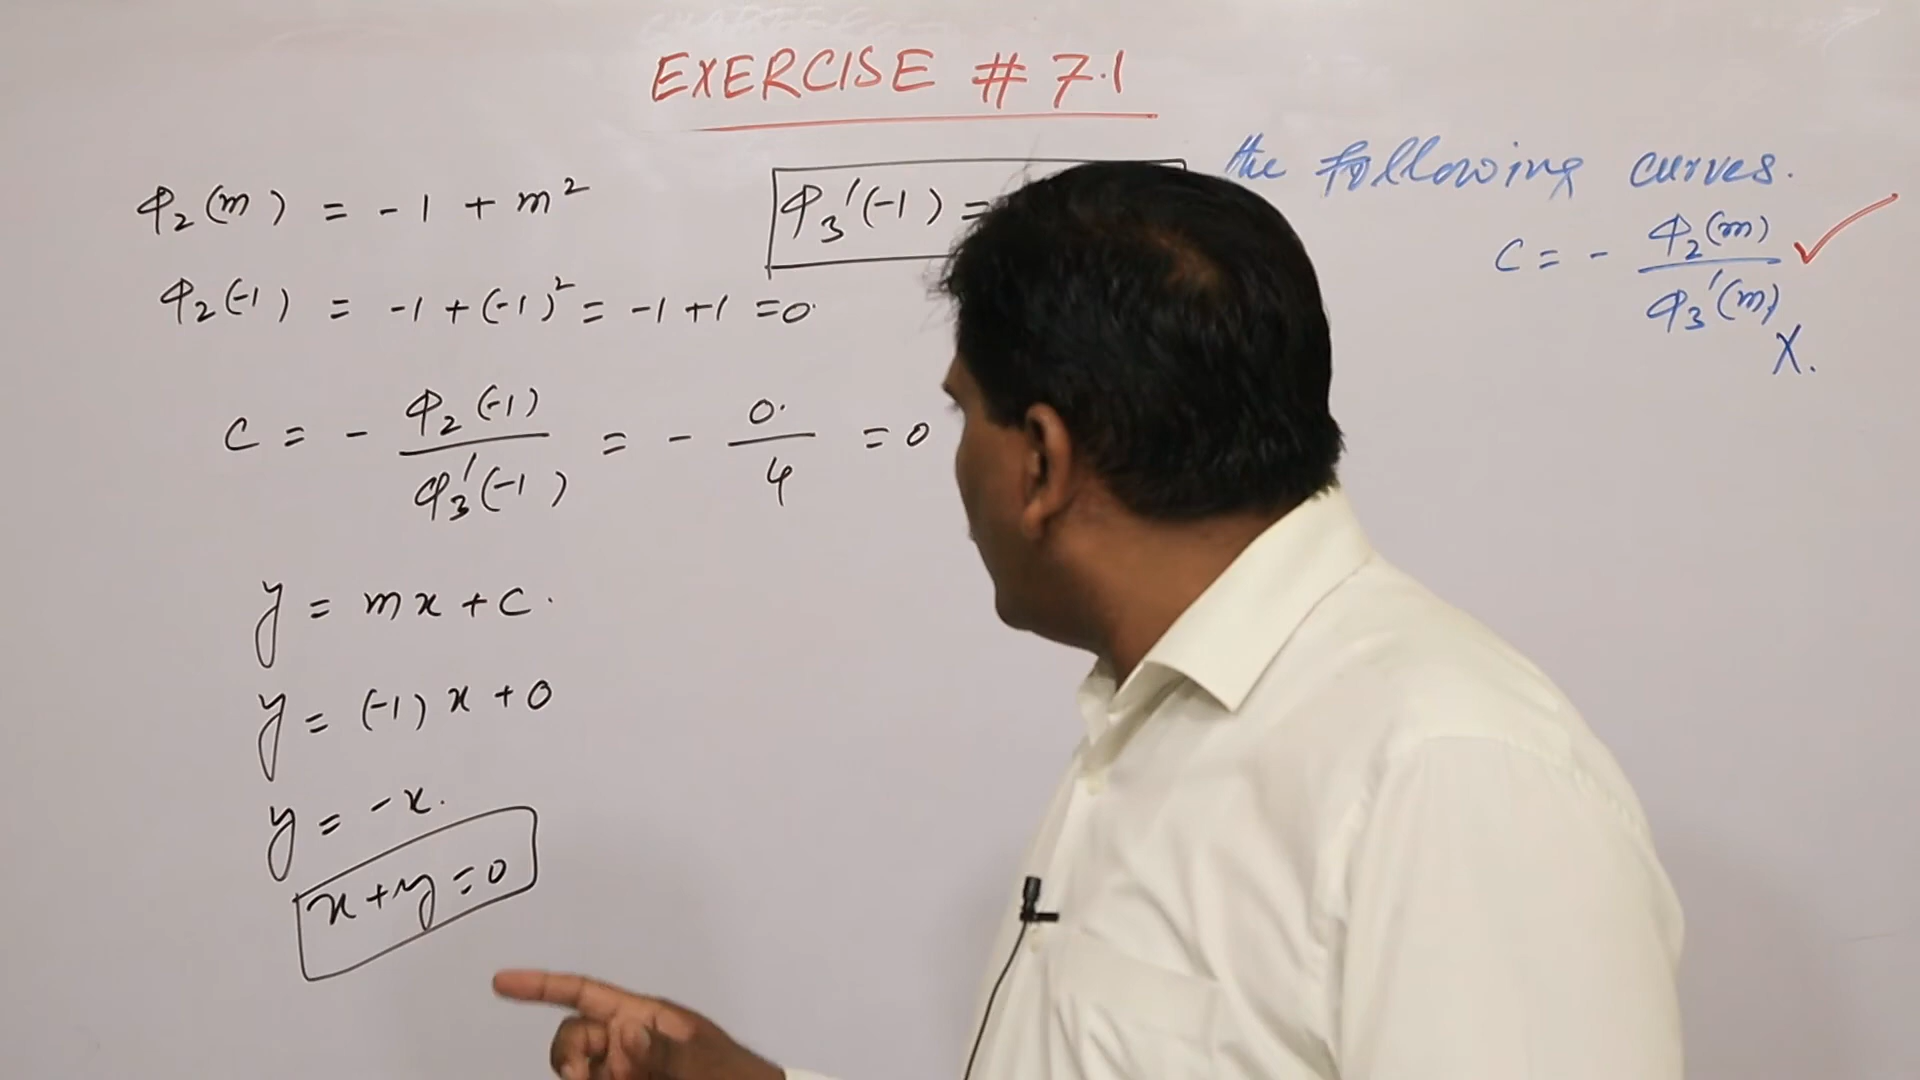 EXERCISE # 7.1
the following curves.
φ₂(m) = -1 + m²
φ₃'(-1) =
C = - φ₂(m) / φ₃'(m) ✓
X.
φ₂(-1) = -1 + (-1)² = -1 + 1 = 0.
C = - φ₂(-1) / φ₃'(-1) = - 0. / 4 = 0
y = mx + c.
y = (-1) x + 0
y = -x.
x + y = 0